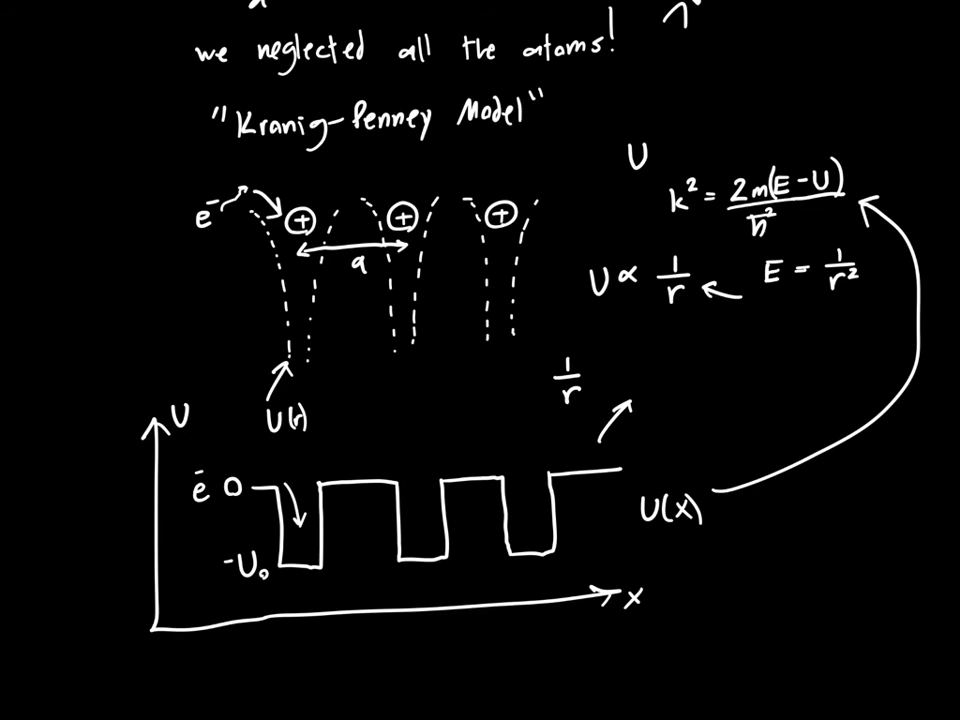 we neglected all the atoms!
"Kranig-Penney Model"
U
k² = 2m(E-U) / ħ²
e⁻
+ + +
a
U ∝ 1/r
E = 1/r²
1/r
U(r)
U
e⁻ 0
U(x)
-U₀
x